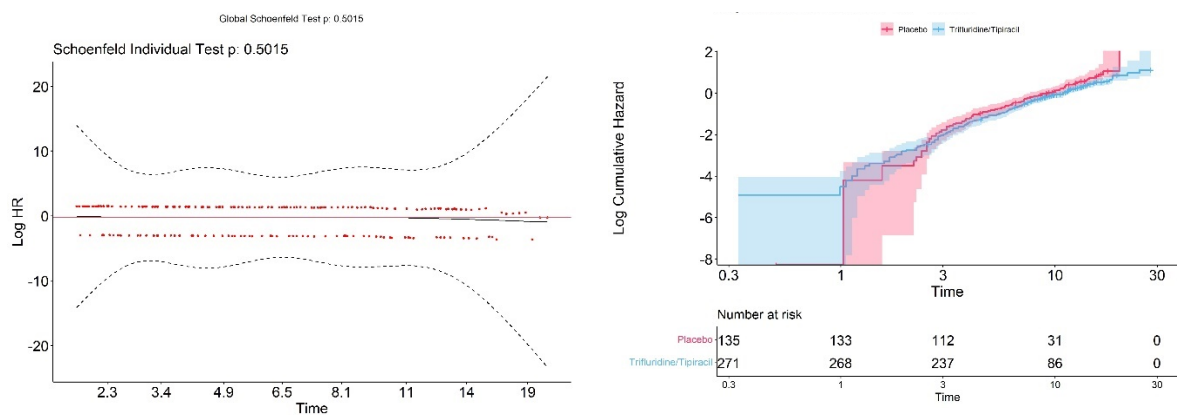 Global Schoenfeld Test p: 0.5015
Schoenfeld Individual Test p: 0.5015
Log HR
20
10
0
-10
-20
2.3 3.4 4.9 6.5 8.1 11 14 19
Time
Placebo Trifluridine/Tipiracil
Log Cumulative Hazard
2
0
-2
-4
-6
-8
0.3 1 3 10 30
Time
Number at risk
Placebo 135 133 112 31 0
Trifluridine/Tipiracil 271 268 237 86 0
0.3 1 3 10 30
Time